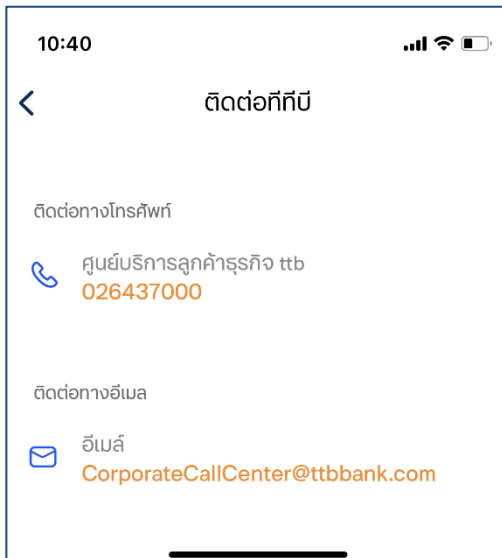 10:40
ติดต่อทีทีบี
ติดต่อทางโทรศัพท์
ศูนย์บริการลูกค้าธุรกิจ ttb
026437000
ติดต่อทางอีเมล
อีเมล์
CorporateCallCenter@ttbbank.com